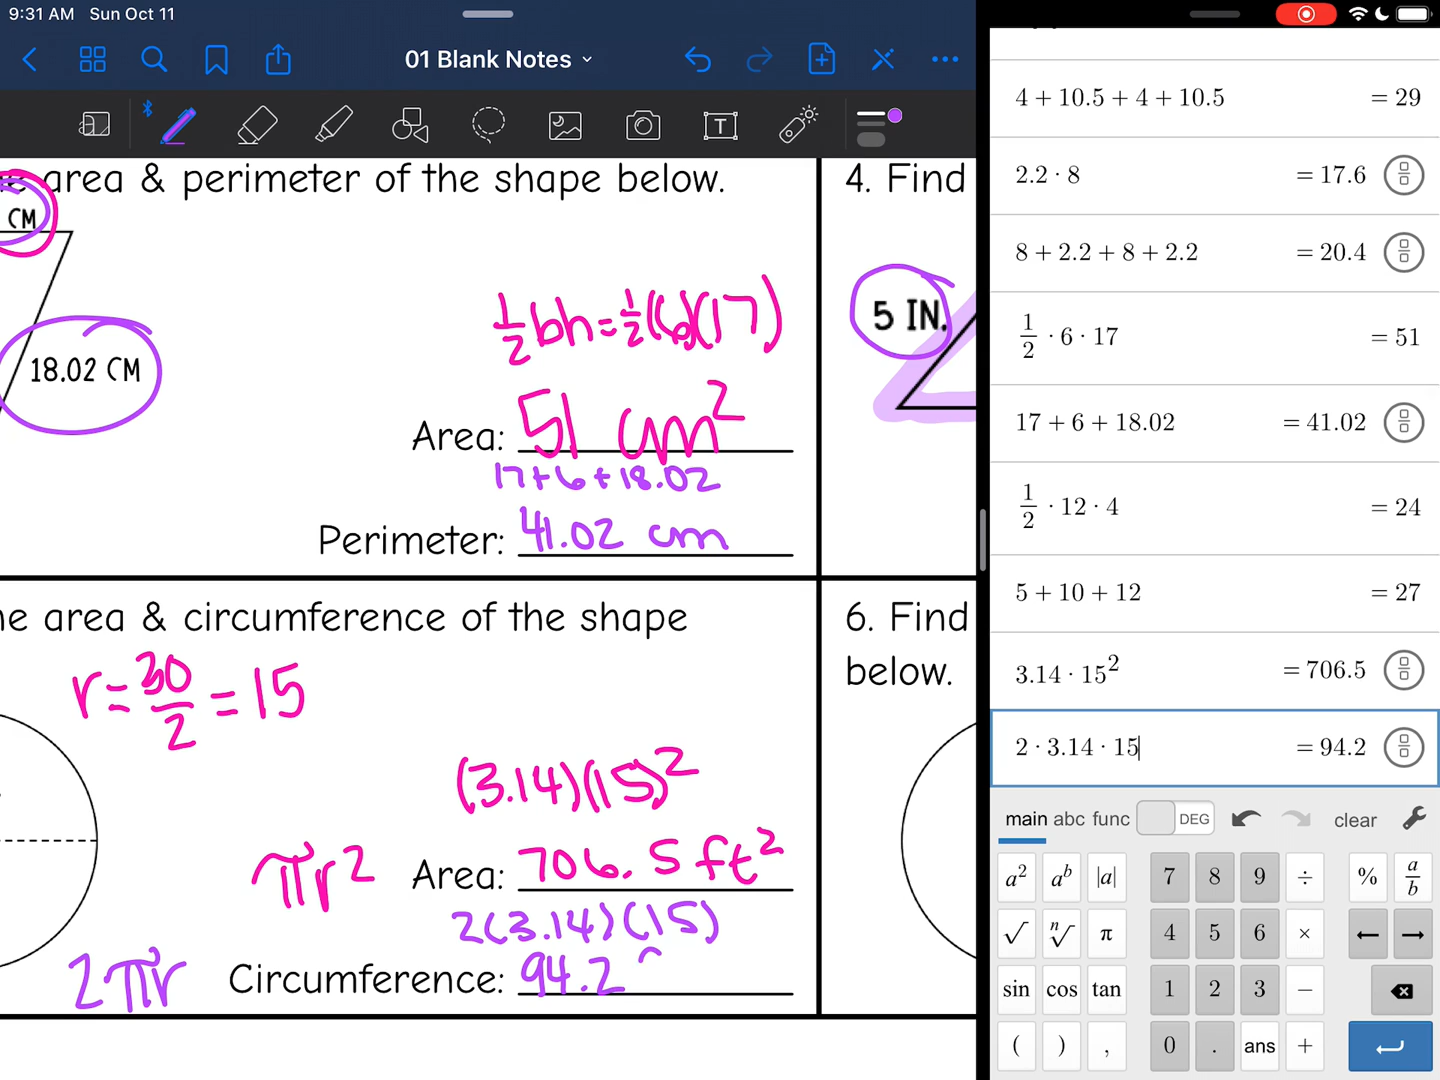 9:31 AM Sun Oct 11
01 Blank Notes
T
area & perimeter of the shape below.
CM
18.02 CM
½bh=½(6)(17)
Area: 51 cm²
17+6+18.02
Perimeter: 41.02 cm
4. Find
5 IN.
area & circumference of the shape
r=30/2=15
(3.14)(15)²
πr² Area: 706.5 ft²
2(3.14)(15)
2πr Circumference: 94.2
6. Find
below.
4 + 10.5 + 4 + 10.5 = 29
2.2 · 8 = 17.6
8 + 2.2 + 8 + 2.2 = 20.4
1/2 · 6 · 17 = 51
17 + 6 + 18.02 = 41.02
1/2 · 12 · 4 = 24
5 + 10 + 12 = 27
3.14 · 15² = 706.5
2 · 3.14 · 15 = 94.2
main abc func DEG clear
a² aᵇ |a| 7 8 9 ÷ % a/b
√ ⁿ√ π 4 5 6 × ← →
sin cos tan 1 2 3 −
( ) , 0 . ans +